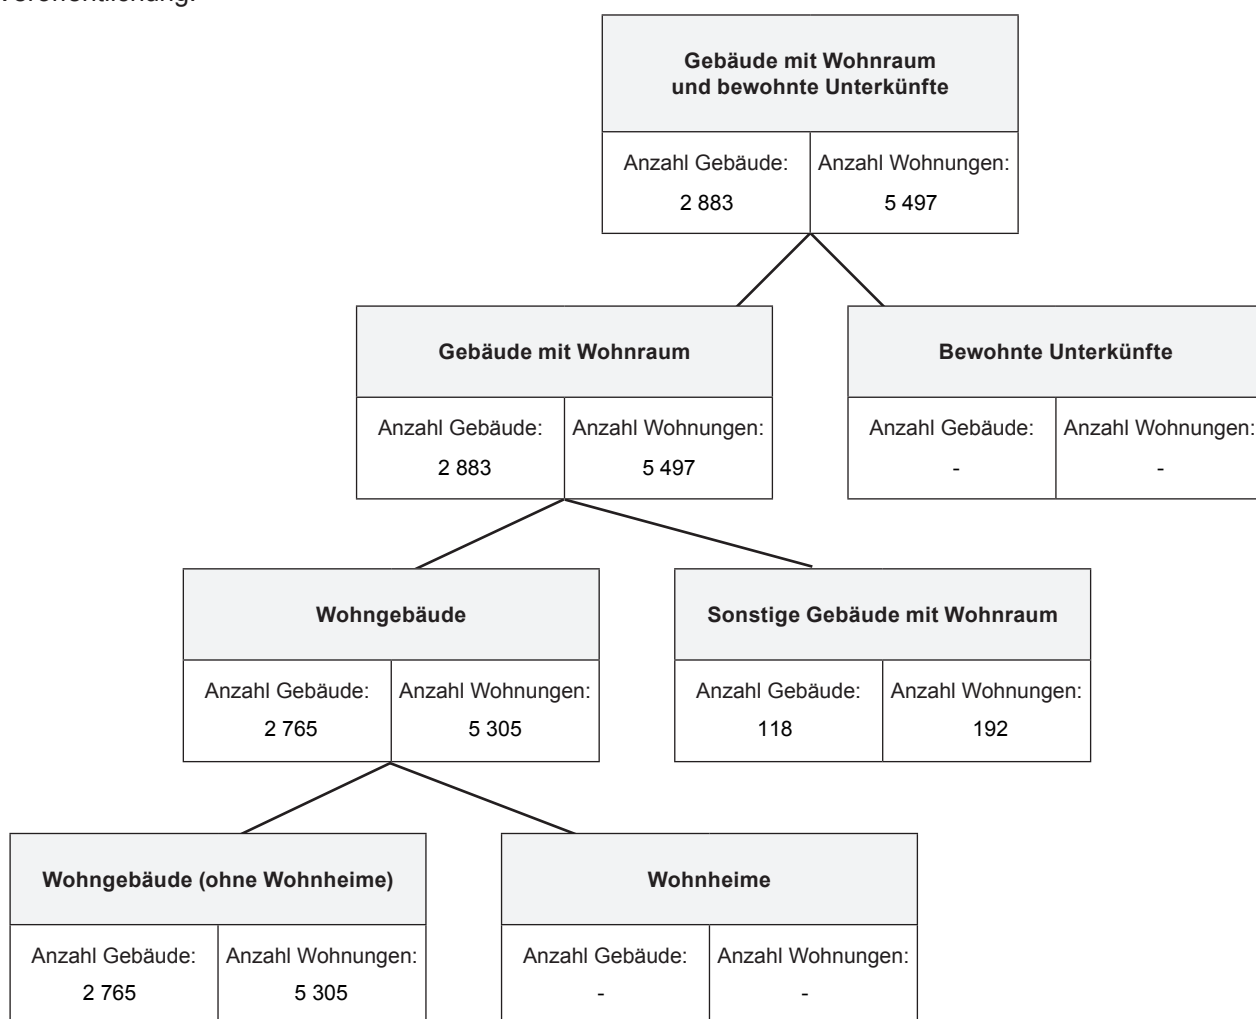 Gebäude mit Wohnraum
und bewohnte Unterkünfte
Anzahl Gebäude: Anzahl Wohnungen:
2 883 5 497
Gebäude mit Wohnraum Bewohnte Unterkünfte
Anzahl Gebäude: Anzahl Wohnungen: Anzahl Gebäude: Anzahl Wohnungen:
2 883 5 497 - -
Wohngebäude Sonstige Gebäude mit Wohnraum
Anzahl Gebäude: Anzahl Wohnungen: Anzahl Gebäude: Anzahl Wohnungen:
2 765 5 305 118 192
Wohngebäude (ohne Wohnheime) Wohnheime
Anzahl Gebäude: Anzahl Wohnungen: Anzahl Gebäude: Anzahl Wohnungen:
2 765 5 305 - -